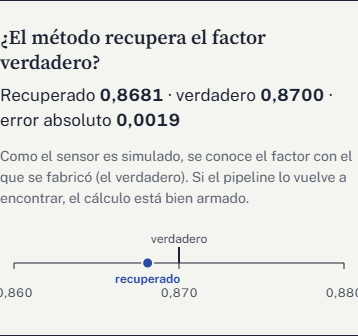 ¿El método recupera el factor
verdadero?
Recuperado 0,8681 · verdadero 0,8700 ·
error absoluto 0,0019
Como el sensor es simulado, se conoce el factor con el
que se fabricó (el verdadero). Si el pipeline lo vuelve a
encontrar, el cálculo está bien armado.
verdadero
recuperado
0,860 0,870 0,880